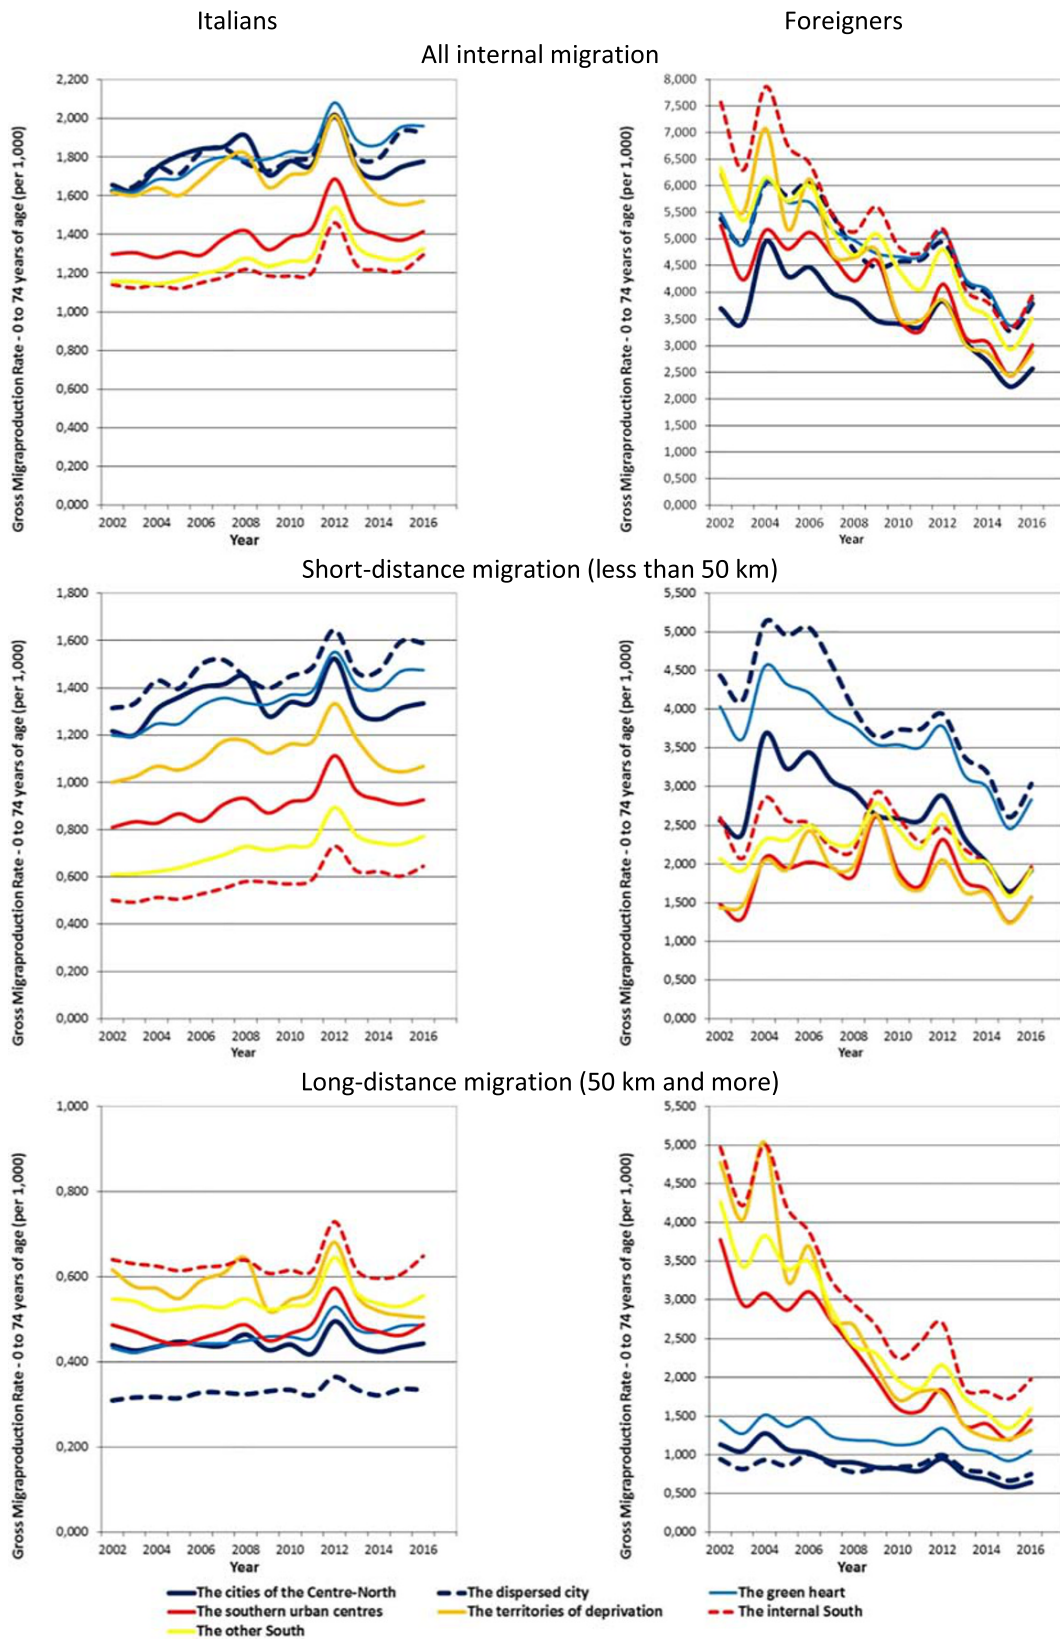 Italians
Foreigners
All internal migration
Gross Migraproduction Rate - 0 to 74 years of age (per 1,000)
2,200
2,000
1,800
1,600
1,400
1,200
1,000
0,800
0,600
0,400
0,200
0,000
2002 2004 2006 2008 2010 2012 2014 2016
Year
Gross Migraproduction Rate - 0 to 74 years of age (per 1,000)
8,000
7,500
7,000
6,500
6,000
5,500
5,000
4,500
4,000
3,500
3,000
2,500
2,000
1,500
1,000
0,500
0,000
2002 2004 2006 2008 2010 2012 2014 2016
Year
Short-distance migration (less than 50 km)
Gross Migraproduction Rate - 0 to 74 years of age (per 1,000)
1,800
1,600
1,400
1,200
1,000
0,800
0,600
0,400
0,200
0,000
2002 2004 2006 2008 2010 2012 2014 2016
Year
Gross Migraproduction Rate - 0 to 74 years of age (per 1,000)
5,500
5,000
4,500
4,000
3,500
3,000
2,500
2,000
1,500
1,000
0,500
0,000
2002 2004 2006 2008 2010 2012 2014 2016
Year
Long-distance migration (50 km and more)
Gross Migraproduction Rate - 0 to 74 years of age (per 1,000)
1,000
0,800
0,600
0,400
0,200
0,000
2002 2004 2006 2008 2010 2012 2014 2016
Year
Gross Migraproduction Rate - 0 to 74 years of age (per 1,000)
5,500
5,000
4,500
4,000
3,500
3,000
2,500
2,000
1,500
1,000
0,500
0,000
2002 2004 2006 2008 2010 2012 2014 2016
Year
The cities of the Centre-North
The dispersed city
The green heart
The southern urban centres
The territories of deprivation
The internal South
The other South